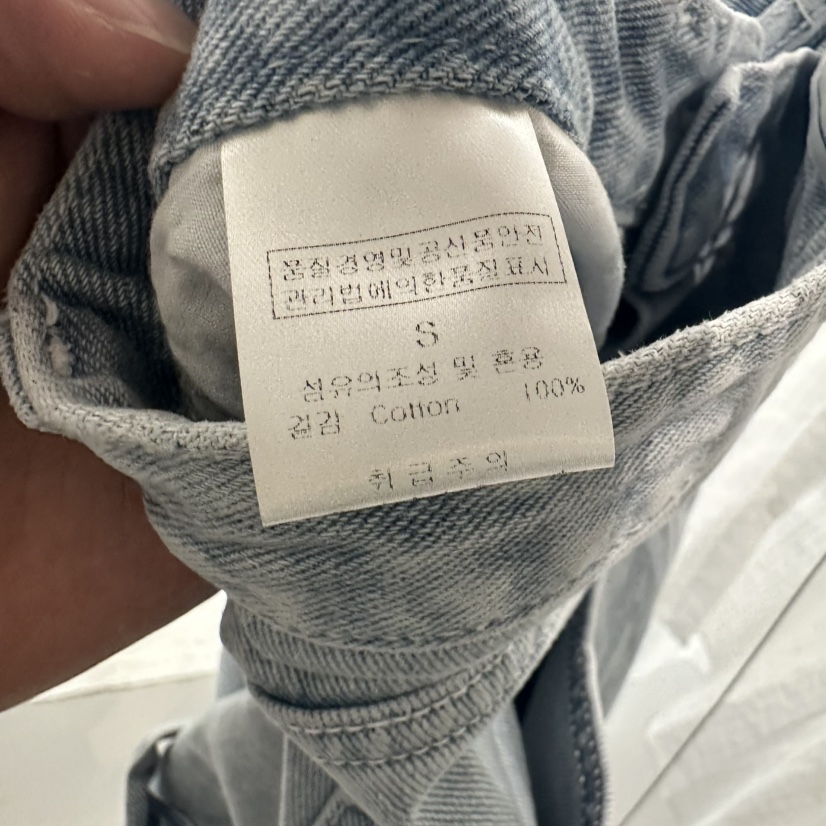 품질경영및공산품안전
관리법에의한품질표시
S
섬유의조성 및 혼용
겉감 Cotton 100%
취 급 주 의